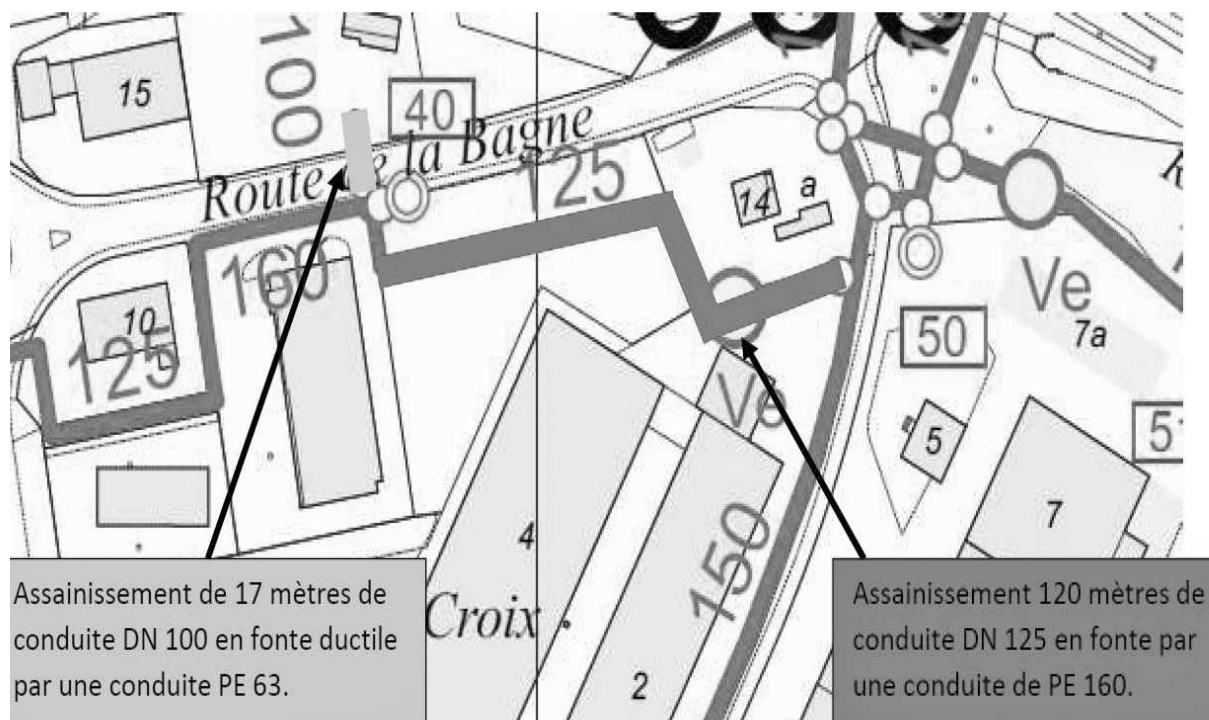 15
100
40
Route de la Bagne
125
14
a
160
10
125
Ve
7a
50
5
51
7
Ve
4
150
Croix
2
Assainissement de 17 mètres de
conduite DN 100 en fonte ductile
par une conduite PE 63.
Assainissement 120 mètres de
conduite DN 125 en fonte par
une conduite de PE 160.